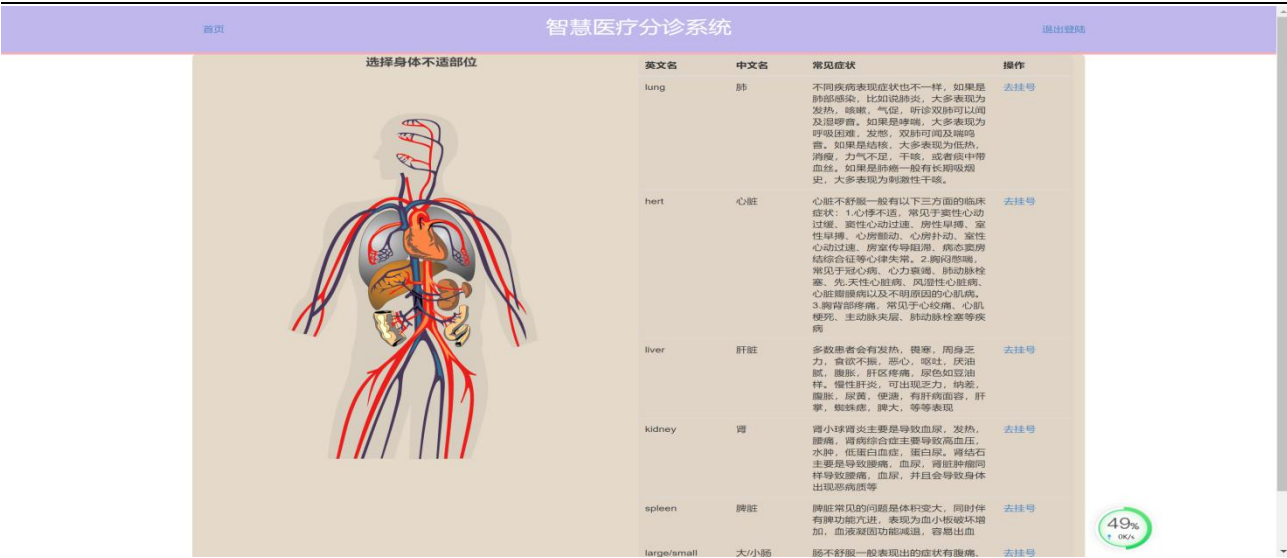 首页
智慧医疗分诊系统
退出登陆
选择身体不适部位
英文名 中文名 常见症状 操作
lung 肺 不同疾病表现症状也不一样，如果是 去挂号
肺部感染，比如说肺炎，大多表现为
发热，咳嗽，气促，听诊双肺可以闻
及湿啰音。如果是哮喘，大多表现为
呼吸困难，发憋，双肺可闻及喘鸣
音。如果是结核，大多表现为低热，
消瘦，力气不足，干咳，或者痰中带
血丝。如果是肺癌一般有长期吸烟
史，大多表现为刺激性干咳。
hert 心脏 心脏不舒服一般有以下三方面的临床 去挂号
症状：1.心悸不适，常见于窦性心动
过缓、窦性心动过速、房性早搏、室
性早搏、心房颤动、心房扑动、室性
心动过速、房室传导阻滞、病态窦房
结综合征等心律失常。2.胸闷憋喘，
常见于冠心病、心力衰竭、肺动脉栓
塞、先.天性心脏病、风湿性心脏病、
心脏瓣膜病以及不明原因的心肌病。
3.胸背部疼痛，常见于心绞痛、心肌
梗死、主动脉夹层、肺动脉栓塞等疾
病
liver 肝脏 多数患者会有发热，畏寒，周身乏 去挂号
力，食欲不振，恶心，呕吐，厌油
腻，腹胀，肝区疼痛，尿色如豆油
样。慢性肝炎，可出现乏力，纳差，
腹胀，尿黄，便溏，有肝病面容，肝
掌，蜘蛛痣，脾大，等等表现
kidney 肾 肾小球肾炎主要是导致血尿，发热， 去挂号
腰痛，肾病综合症主要导致高血压，
水肿，低蛋白血症，蛋白尿。肾结石
主要是导致腰痛，血尿，肾脏肿瘤同
样导致腰痛，血尿，并且会导致身体
出现恶病质等
spleen 脾脏 脾脏常见的问题是体积变大，同时伴 去挂号
有脾功能亢进，表现为血小板破坏增
加，血液凝固功能减退，容易出血
large/small 大/小肠 肠不舒服一般表现出的症状有腹痛、 去挂号
49%
↑ 0K/s